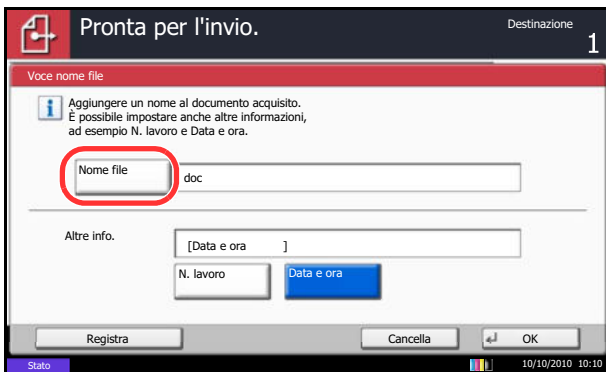 Pronta per l'invio.
Destinazione
1
Voce nome file
Aggiungere un nome al documento acquisito.
È possibile impostare anche altre informazioni,
ad esempio N. lavoro e Data e ora.
Nome file
doc
Altre info.
[Data e ora ]
N. lavoro
Data e ora
Registra
Cancella
OK
Stato
10/10/2010 10:10